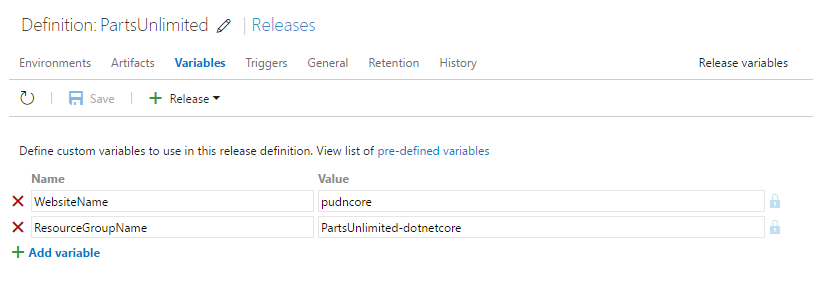 Definition: PartsUnlimited | Releases
Environments Artifacts Variables Triggers General Retention History Release variables
Save Release
Define custom variables to use in this release definition. View list of pre-defined variables
Name Value
WebsiteName pudncore
ResourceGroupName PartsUnlimited-dotnetcore
Add variable